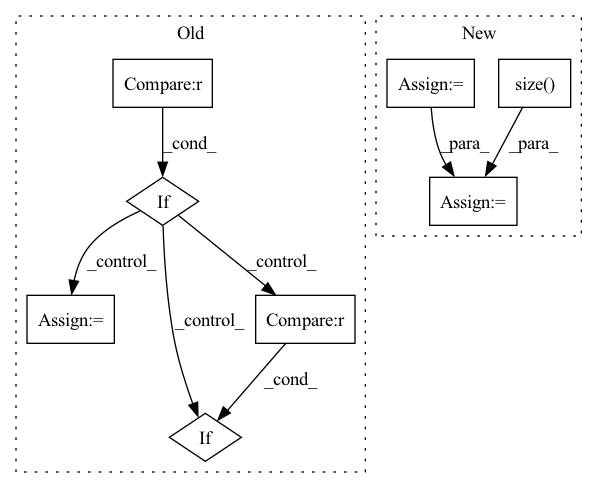 Old
New
Compare:r
Assign:=
size()
_cond_
_para_
_para_
If
Assign:=
_control_
_control_
Assign:=
_control_
Compare:r
_cond_
If